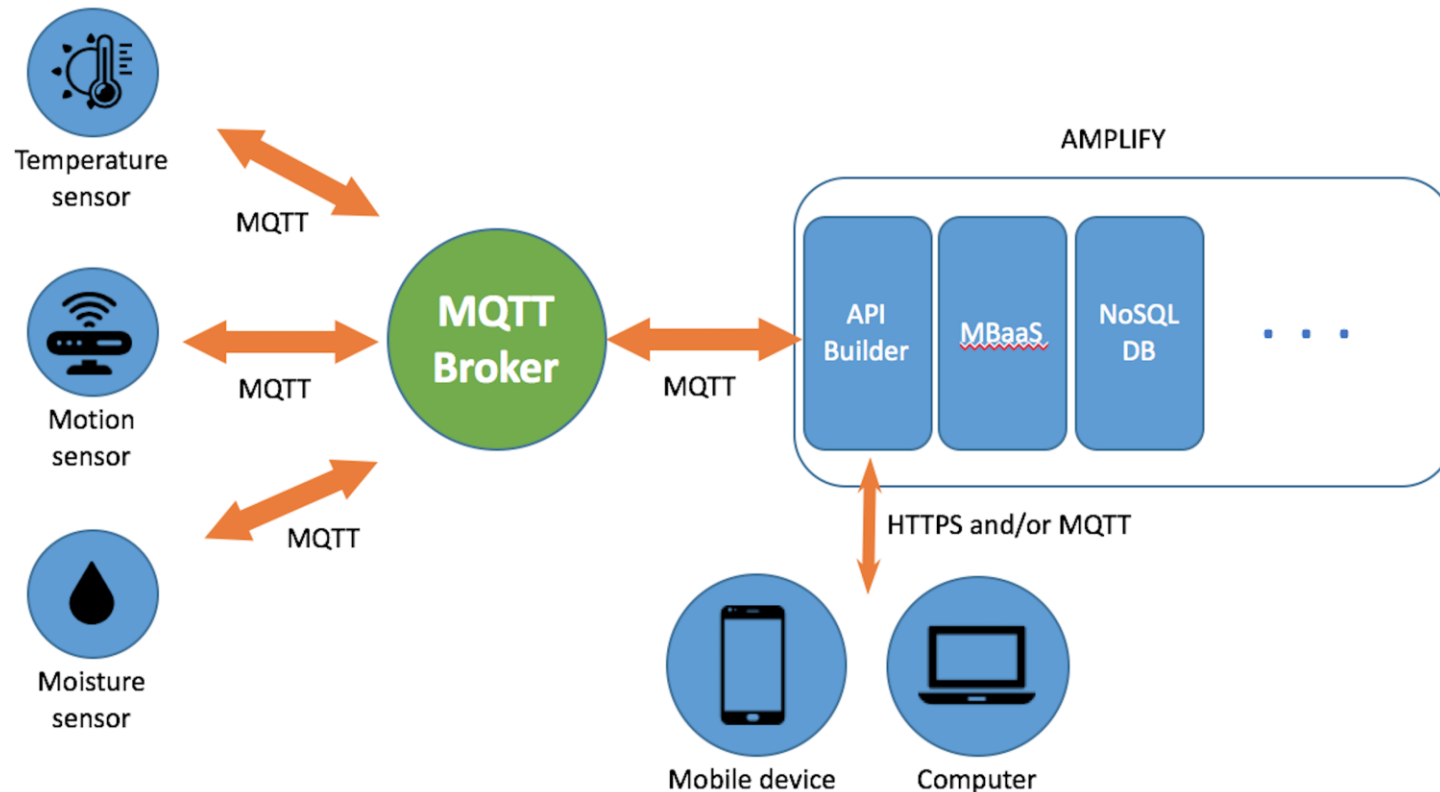 Temperature
sensor
MQTT
Motion
sensor
MQTT
Moisture
sensor
MQTT
MQTT
Broker
MQTT
AMPLIFY
API
Builder
MBaaS
NoSQL
DB
. . .
HTTPS and/or MQTT
Mobile device
Computer